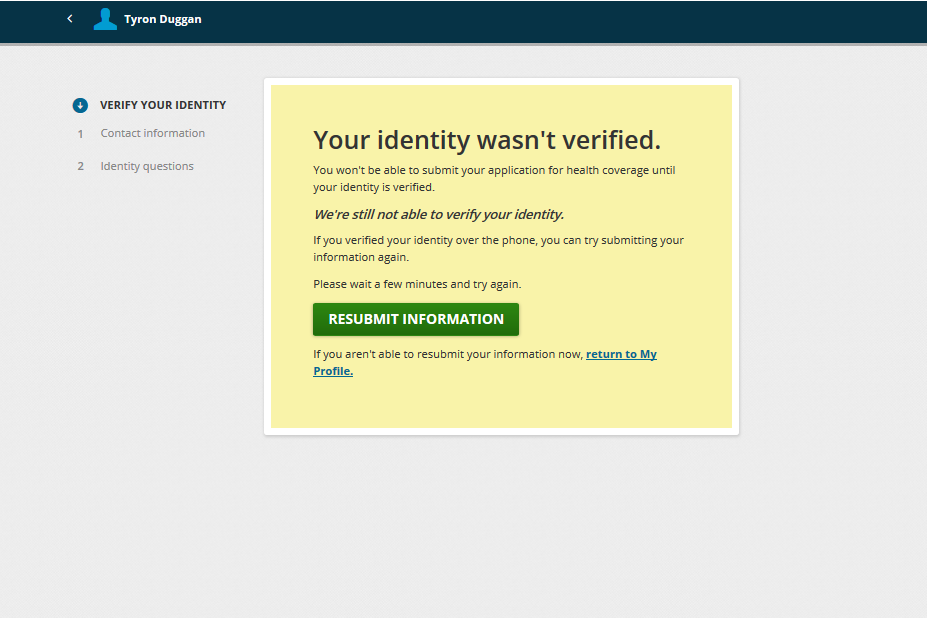 Tyron Duggan
VERIFY YOUR IDENTITY
1 Contact information
2 Identity questions
Your identity wasn't verified.
You won't be able to submit your application for health coverage until
your identity is verified.
We're still not able to verify your identity.
If you verified your identity over the phone, you can try submitting your
information again.
Please wait a few minutes and try again.
RESUBMIT INFORMATION
If you aren't able to resubmit your information now, return to My
Profile.